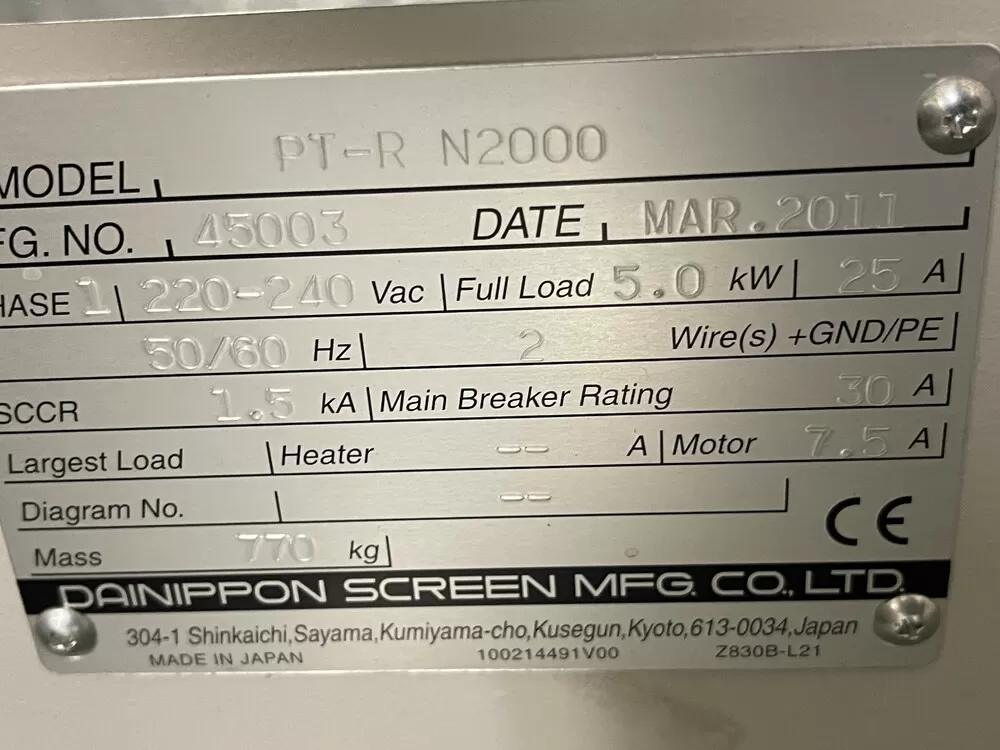 MODEL PT-R N2000
FG. NO. 45003 DATE MAR.2011
HASE 1 220-240 Vac Full Load 5.0 kW 25 A
50/60 Hz 2 Wire(s) +GND/PE
SCCR 1.5 kA Main Breaker Rating 30 A
Largest Load Heater -- A Motor 7.5 A
Diagram No. --
Mass 770 kg CE
DAINIPPON SCREEN MFG. CO., LTD.
304-1 Shinkaichi,Sayama,Kumiyama-cho,Kusegun,Kyoto,613-0034,Japan
MADE IN JAPAN 100214491V00 Z830B-L21